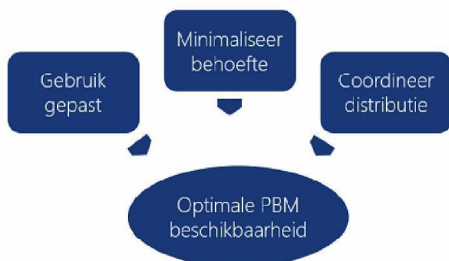 Minimaliseer
behoefte
Gebruik
gepast
Coordineer
distributie
Optimale PBM
beschikbaarheid